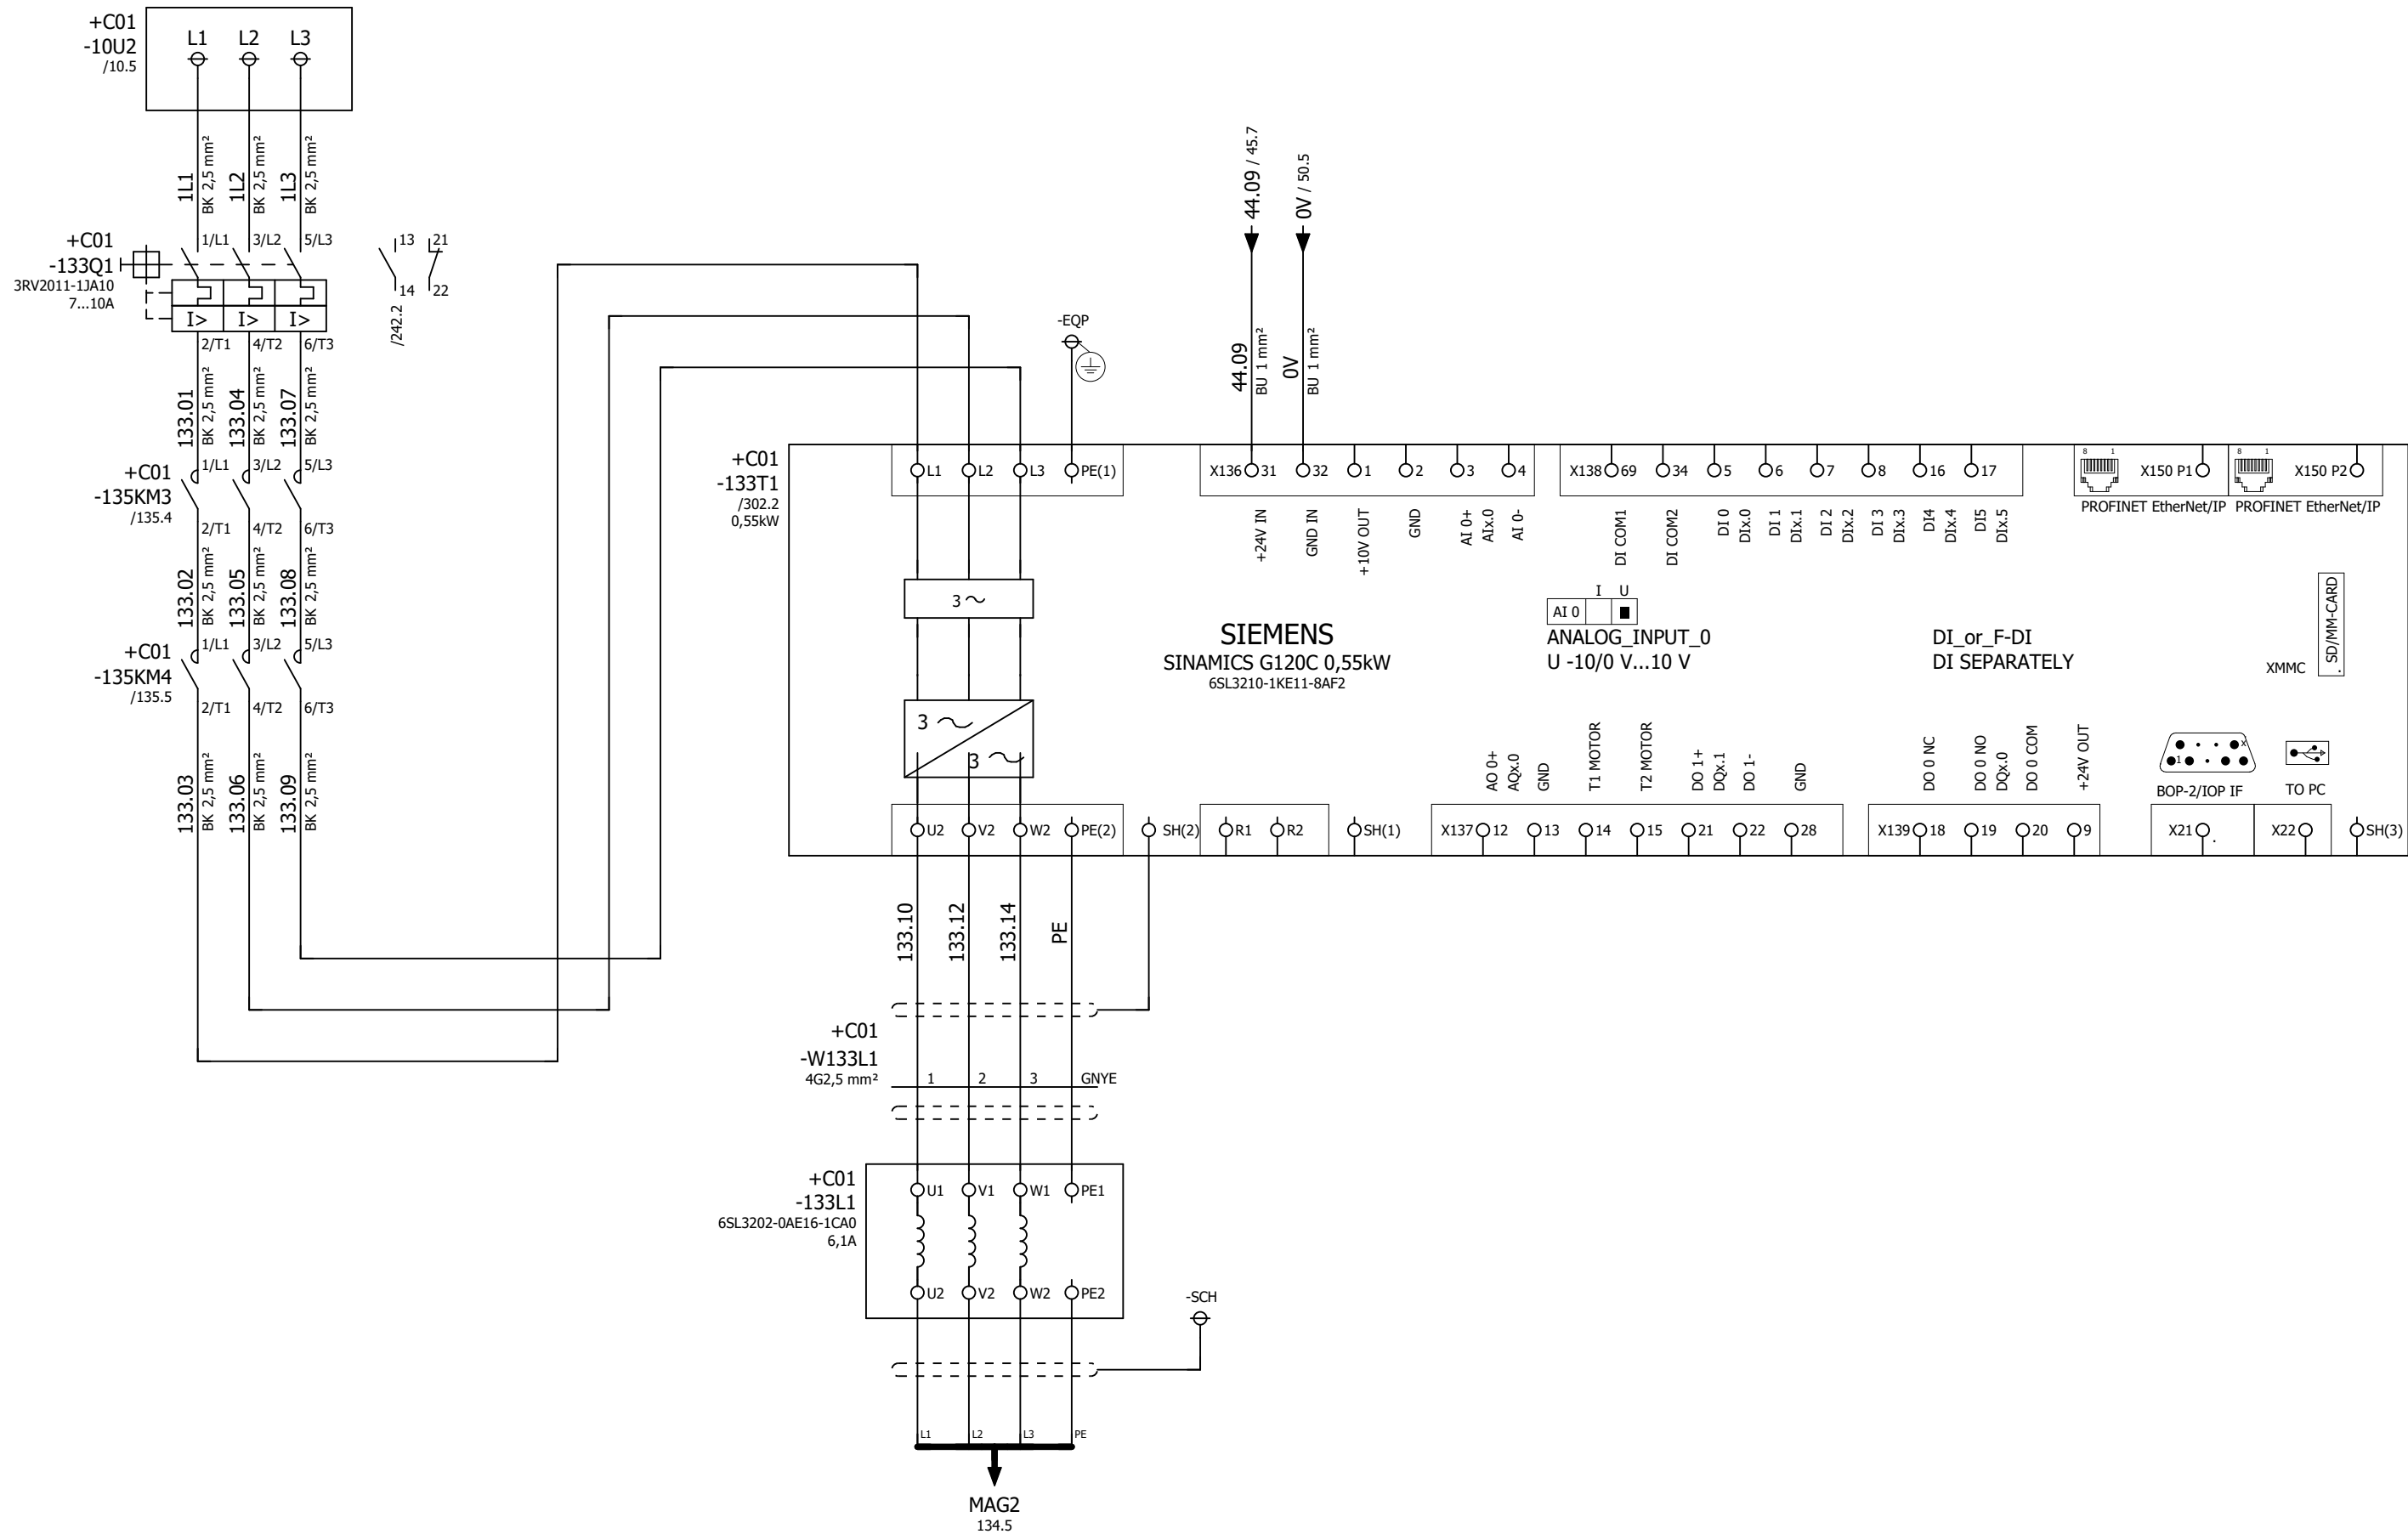 +C01
-10U2
/10.5
L1 L2 L3
1L1 BK 2,5 mm²
1L2 BK 2,5 mm²
1L3 BK 2,5 mm²
+C01
-133Q1
3RV2011-1JA10
7...10A
1/L1 3/L2 5/L3
I> I> I>
2/T1 4/T2 6/T3
13 21
14 22
/242.2
133.01 BK 2,5 mm²
133.04 BK 2,5 mm²
133.07 BK 2,5 mm²
+C01
-135KM3
/135.4
1/L1 3/L2 5/L3
2/T1 4/T2 6/T3
133.02 BK 2,5 mm²
133.05 BK 2,5 mm²
133.08 BK 2,5 mm²
+C01
-135KM4
/135.5
1/L1 3/L2 5/L3
2/T1 4/T2 6/T3
133.03 BK 2,5 mm²
133.06 BK 2,5 mm²
133.09 BK 2,5 mm²
-EQP
44.09 / 45.7
0V / 50.5
44.09
BU 1 mm²
0V
BU 1 mm²
+C01
-133T1
/302.2
0,55kW
L1 L2 L3 PE(1)
X136 31 32 1 2 3 4
X138 69 34 5 6 7 8 16 17
8 1
X150 P1
8 1
X150 P2
PROFINET EtherNet/IP
PROFINET EtherNet/IP
+24V IN
GND IN
+10V OUT
GND
AI 0+
AIx.0
AI 0-
DI COM1
DI COM2
DI 0
DIx.0
DI 1
DIx.1
DI 2
DIx.2
DI 3
DIx.3
DI4
DIx.4
DI5
DIx.5
3
SIEMENS
SINAMICS G120C 0,55kW
6SL3210-1KE11-8AF2
I U
AI 0
ANALOG_INPUT_0
U -10/0 V...10 V
DI_or_F-DI
DI SEPARATELY
XMMC
SD/MM-CARD
3
3
AO 0+
AQx.0
GND
T1 MOTOR
T2 MOTOR
DO 1+
DQx.1
DO 1-
GND
DO 0 NC
DO 0 NO
DQx.0
DO 0 COM
+24V OUT
x
1
BOP-2/IOP IF
TO PC
U2 V2 W2 PE(2) SH(2) R1 R2 SH(1)
X137 12 13 14 15 21 22 28
X139 18 19 20 9
X21 .
X22
SH(3)
133.10
133.12
133.14
PE
+C01
-W133L1
4G2,5 mm²
1 2 3 GNYE
+C01
-133L1
6SL3202-0AE16-1CA0
6,1A
U1 V1 W1 PE1
U2 V2 W2 PE2
-SCH
L1 L2 L3 PE
MAG2
134.5